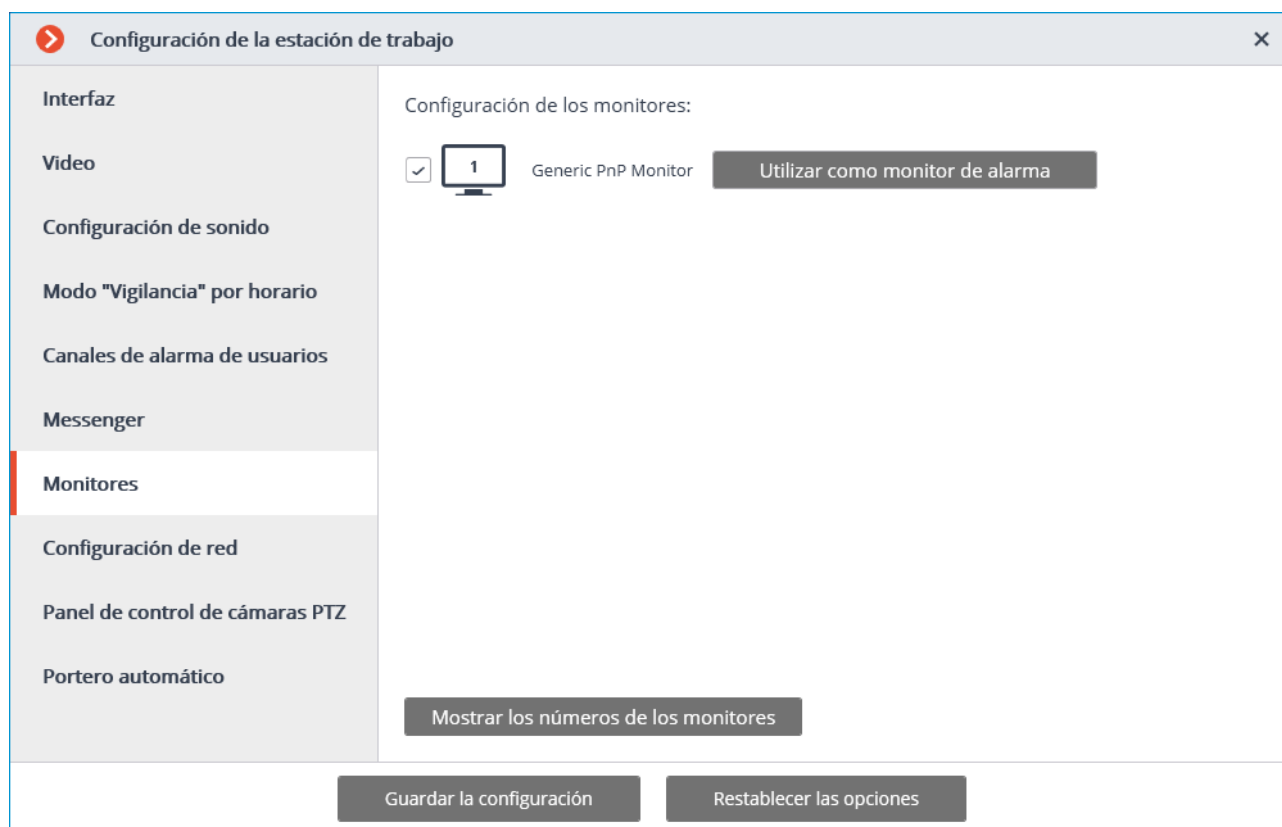 Configuración de la estación de trabajo
Interfaz
Video
Configuración de sonido
Modo "Vigilancia" por horario
Canales de alarma de usuarios
Messenger
Monitores
Configuración de red
Panel de control de cámaras PTZ
Portero automático
Configuración de los monitores:
1 Generic PnP Monitor Utilizar como monitor de alarma
Mostrar los números de los monitores
Guardar la configuración Restablecer las opciones